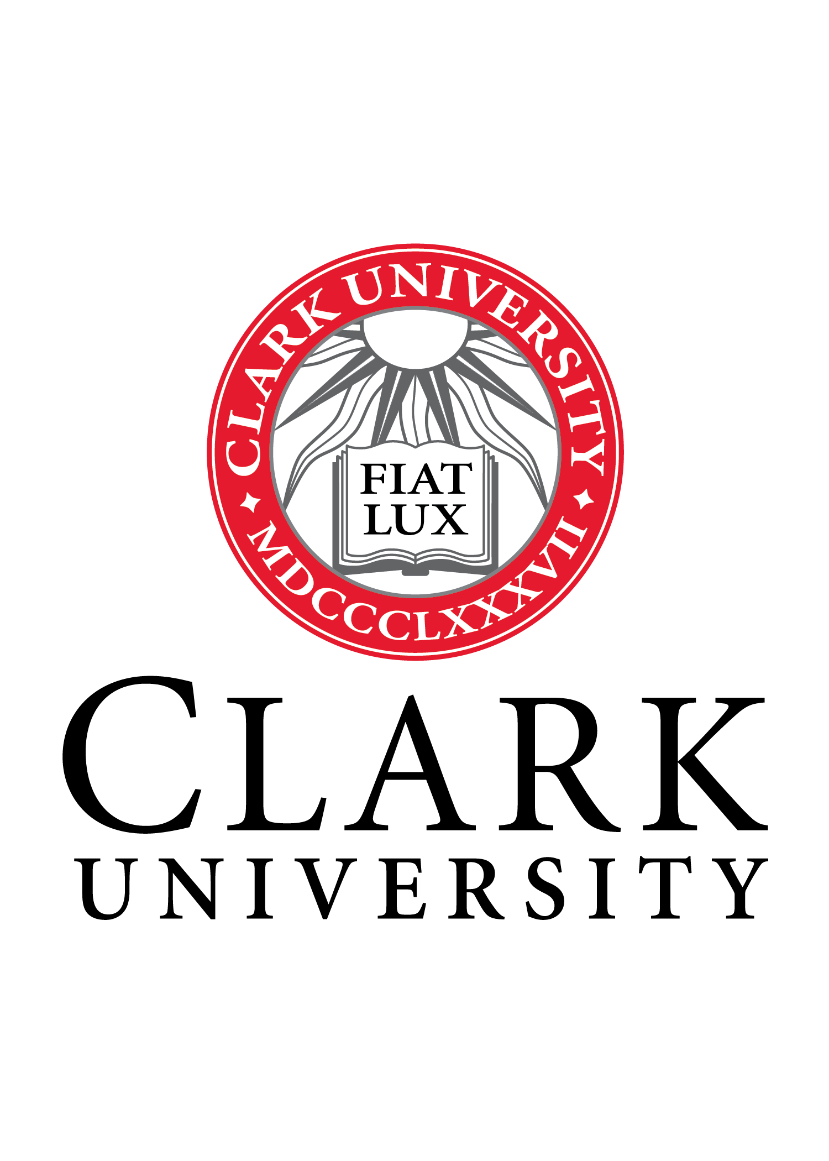 CLARK UNIVERSITY
FIAT
LUX
MDCCCLXXXVII
CLARK
UNIVERSITY